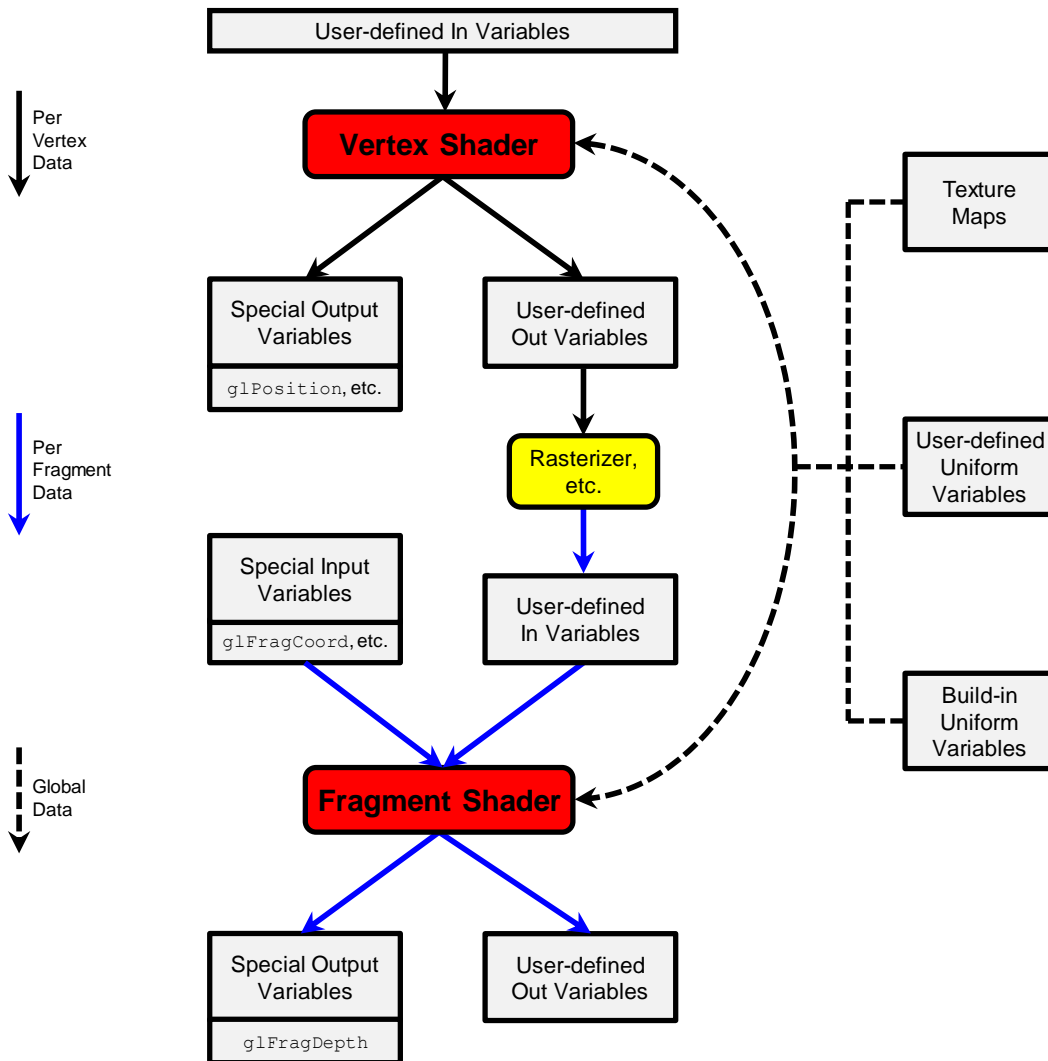 User-defined In Variables
Per
Vertex
Data
Vertex Shader
Texture
Maps
Special Output
Variables
glPosition, etc.
User-defined
Out Variables
Per
Fragment
Data
Rasterizer,
etc.
User-defined
Uniform
Variables
Special Input
Variables
glFragCoord, etc.
User-defined
In Variables
Build-in
Uniform
Variables
Global
Data
Fragment Shader
Special Output
Variables
glFragDepth
User-defined
Out Variables